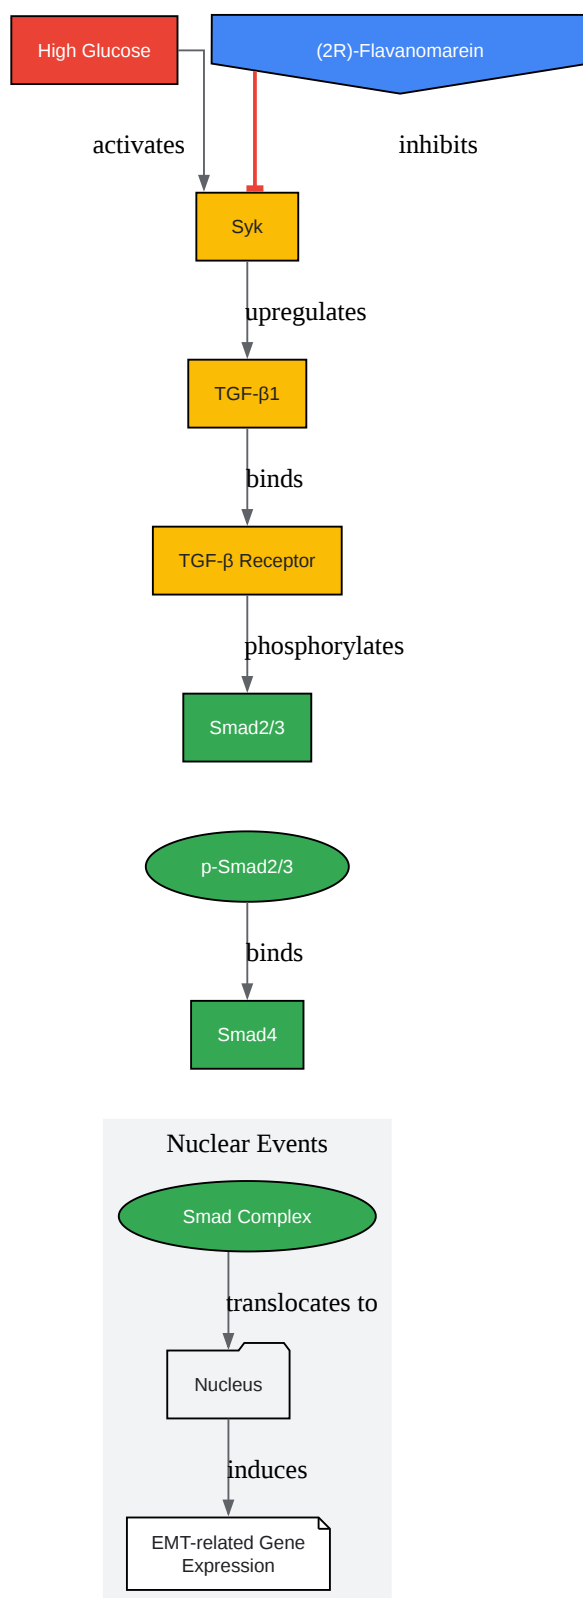 High Glucose
(2R)-Flavanomarein
activates
inhibits
Syk
upregulates
TGF-β1
binds
TGF-β Receptor
phosphorylates
Smad2/3
p-Smad2/3
binds
Smad4
Nuclear Events
Smad Complex
translocates to
Nucleus
induces
EMT-related Gene
Expression